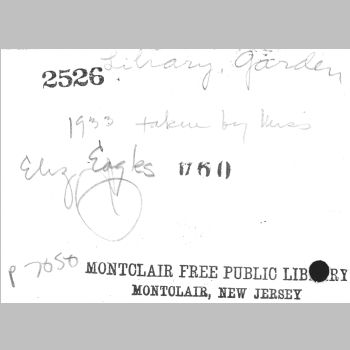 Library, Garden
2526
1933 taken by Miss
Eliz. Eagles 1760
p 7050
MONTCLAIR FREE PUBLIC LIBRARY
MONTCLAIR, NEW JERSEY